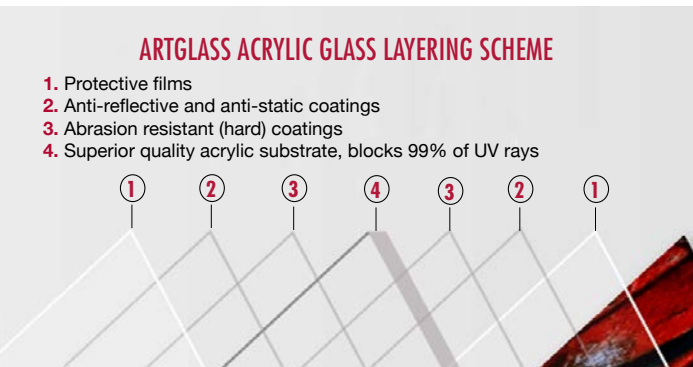 ARTGLASS ACRYLIC GLASS LAYERING SCHEME
1. Protective films
2. Anti-reflective and anti-static coatings
3. Abrasion resistant (hard) coatings
4. Superior quality acrylic substrate, blocks 99% of UV rays
1 2 3 4 3 2 1